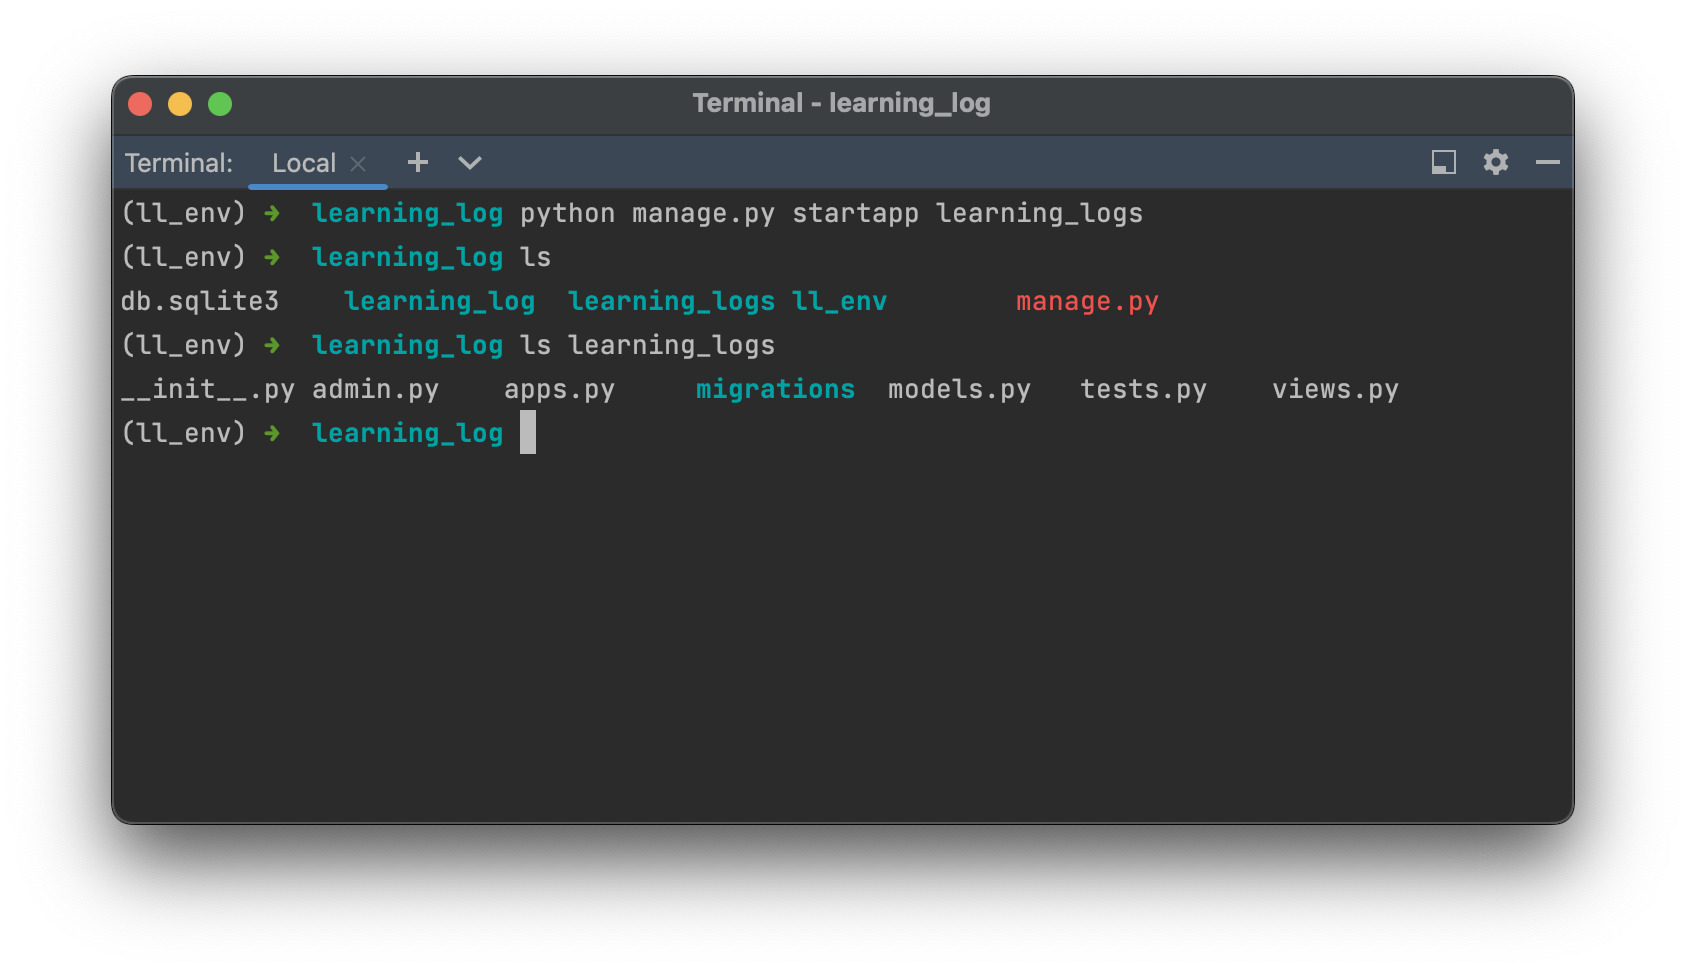 Terminal - learning_log
Terminal: Local
(ll_env) ➜ learning_log python manage.py startapp learning_logs
(ll_env) ➜ learning_log ls
db.sqlite3 learning_log learning_logs ll_env manage.py
(ll_env) ➜ learning_log ls learning_logs
__init__.py admin.py apps.py migrations models.py tests.py views.py
(ll_env) ➜ learning_log